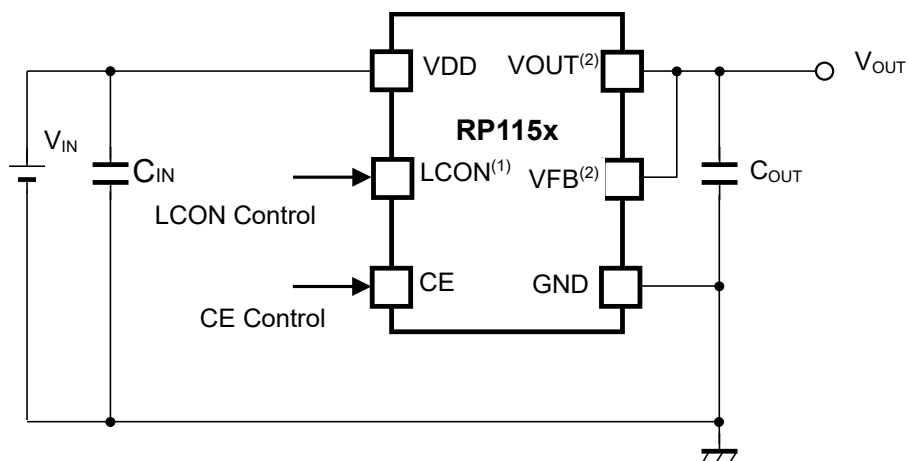 VDD
VOUT(2)
VOUT
RP115x
VIN
CIN
LCON(1)
VFB(2)
COUT
LCON Control
CE
GND
CE Control